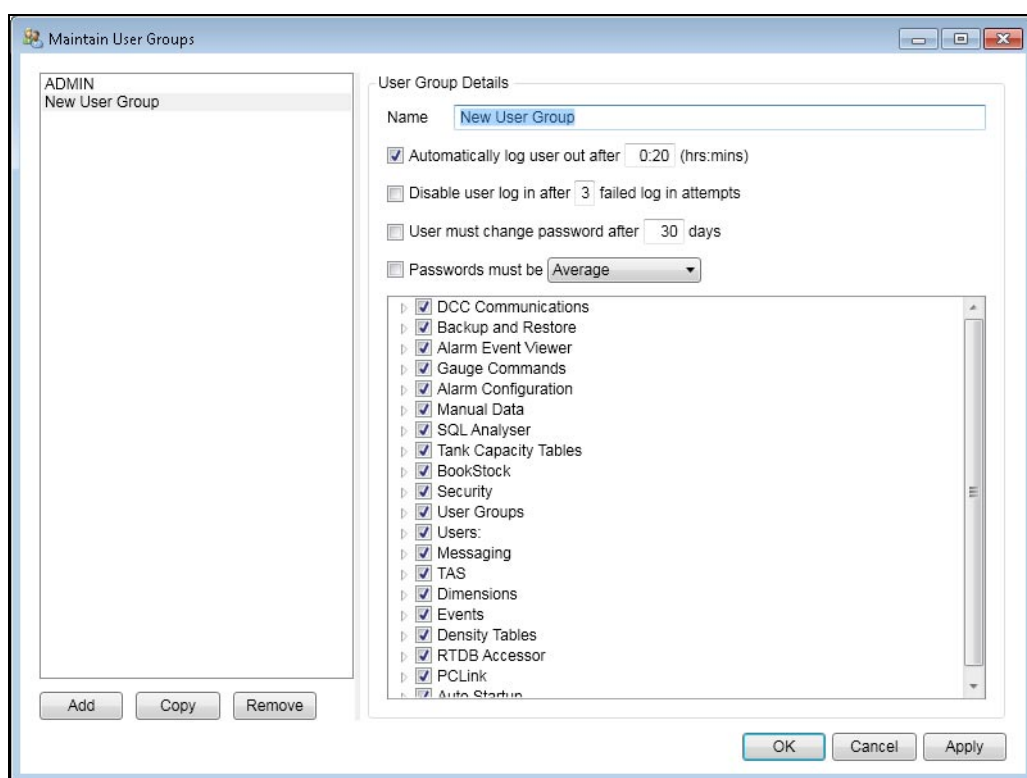 Maintain User Groups
ADMIN
New User Group
User Group Details
Name New User Group
Automatically log user out after 0:20 (hrs:mins)
Disable user log in after 3 failed log in attempts
User must change password after 30 days
Passwords must be Average
DCC Communications
Backup and Restore
Alarm Event Viewer
Gauge Commands
Alarm Configuration
Manual Data
SQL Analyser
Tank Capacity Tables
BookStock
Security
User Groups
Users:
Messaging
TAS
Dimensions
Events
Density Tables
RTDB Accessor
PCLink
Auto Startup
Add Copy Remove
OK Cancel Apply